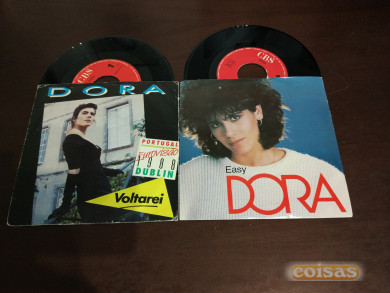 CBS
CBS
DORA
PORTUGAL
Eurovisão
1988
DUBLIN
Voltarei
Easy
DORA
coisas